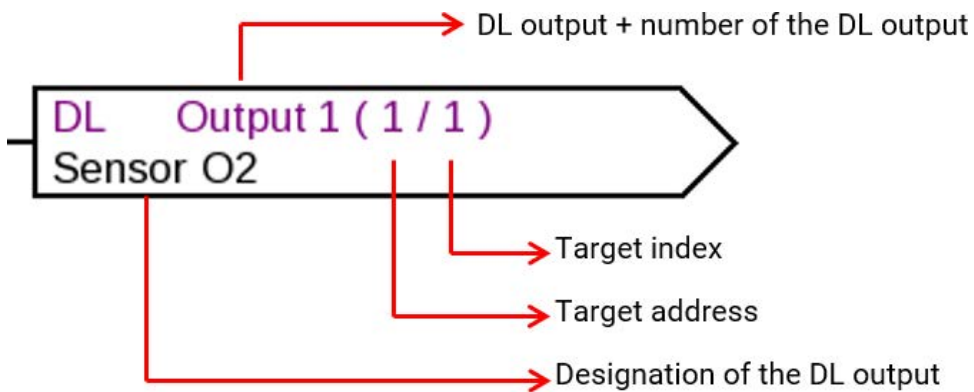 DL output + number of the DL output
DL Output 1 ( 1 / 1 )
Sensor O2
Target index
Target address
Designation of the DL output